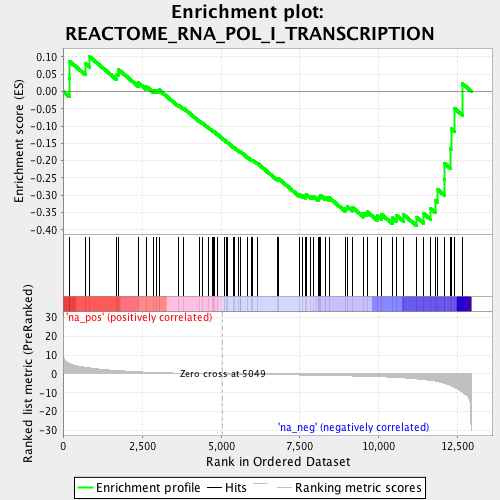 Enrichment plot:
REACTOME_RNA_POL_I_TRANSCRIPTION
Enrichment score (ES)
0.10
0.05
0.00
-0.05
-0.10
-0.15
-0.20
-0.25
-0.30
-0.35
-0.40
'na_pos' (positively correlated)
Ranked list metric (PreRanked)
30
20
10
0
-10
-20
-30
Zero cross at 5049
'na_neg' (negatively correlated)
0
2,500
5,000
7,500
10,000
12,500
Rank in Ordered Dataset
Enrichment profile
Hits
Ranking metric scores